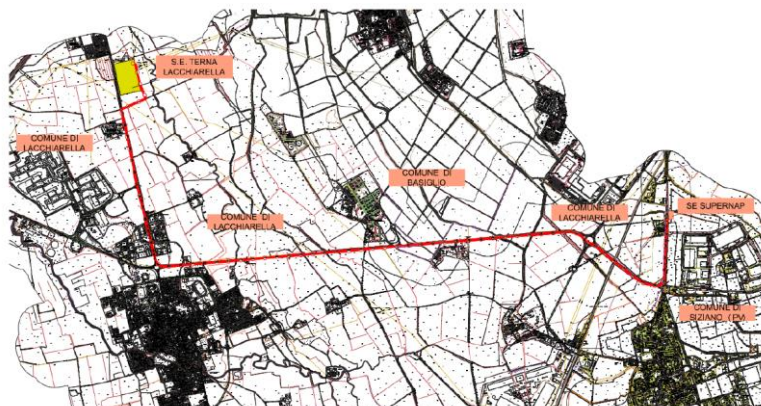 S.E. TERNA
LACCHIARELLA
COMUNE DI
LACCHIARELLA
COMUNE DI
BASIGLIO
COMUNE DI
LACCHIARELLA
COMUNE DI
LACCHIARELLA
SE SUPERNAP
COMUNE DI
SIZIANO (PV)